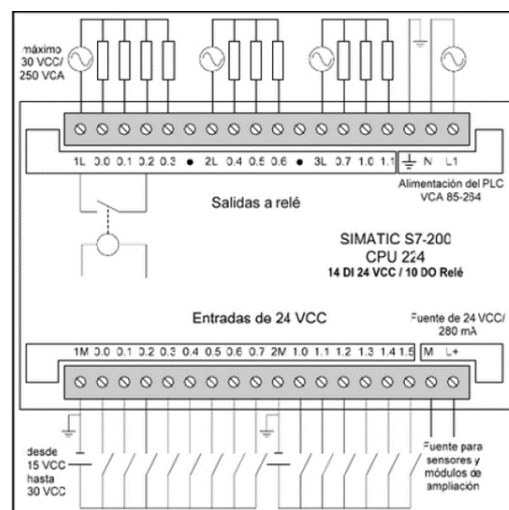 máximo
30 VCC/
250 VCA
1L 0.0 0.1 0.2 0.3 ● 2L 0.4 0.5 0.6 ● 3L 0.7 1.0 1.1 N L1
Alimentación del PLC
VCA 85-264
Salidas a relé
SIMATIC S7-200
CPU 224
14 DI 24 VCC / 10 DO Relé
Entradas de 24 VCC
Fuente de 24 VCC/
280 mA
1M 0.0 0.1 0.2 0.3 0.4 0.5 0.6 0.7 2M 1.0 1.1 1.2 1.3 1.4 1.5 M L+
desde
15 VCC
hasta
30 VCC
Fuente para
sensores y
módulos de
ampliación